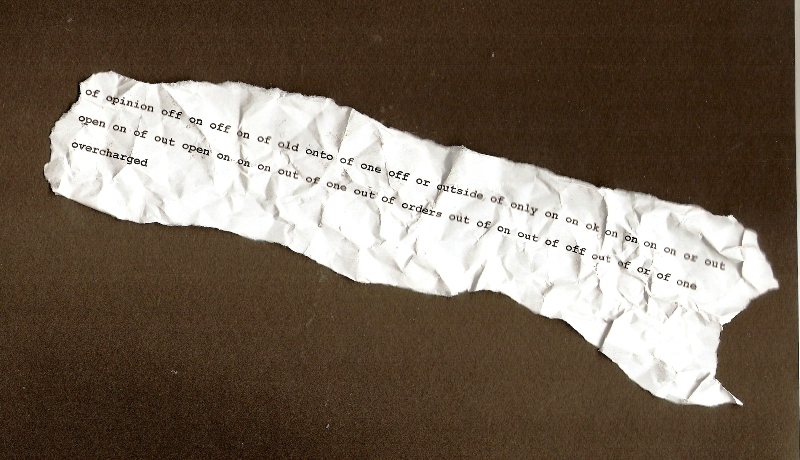 of opinion off on off on of old onto of one off or outside of only on on ok on on on on or out
open on of out open on on on out of one out of orders out of on out of off out of or of one
overcharged